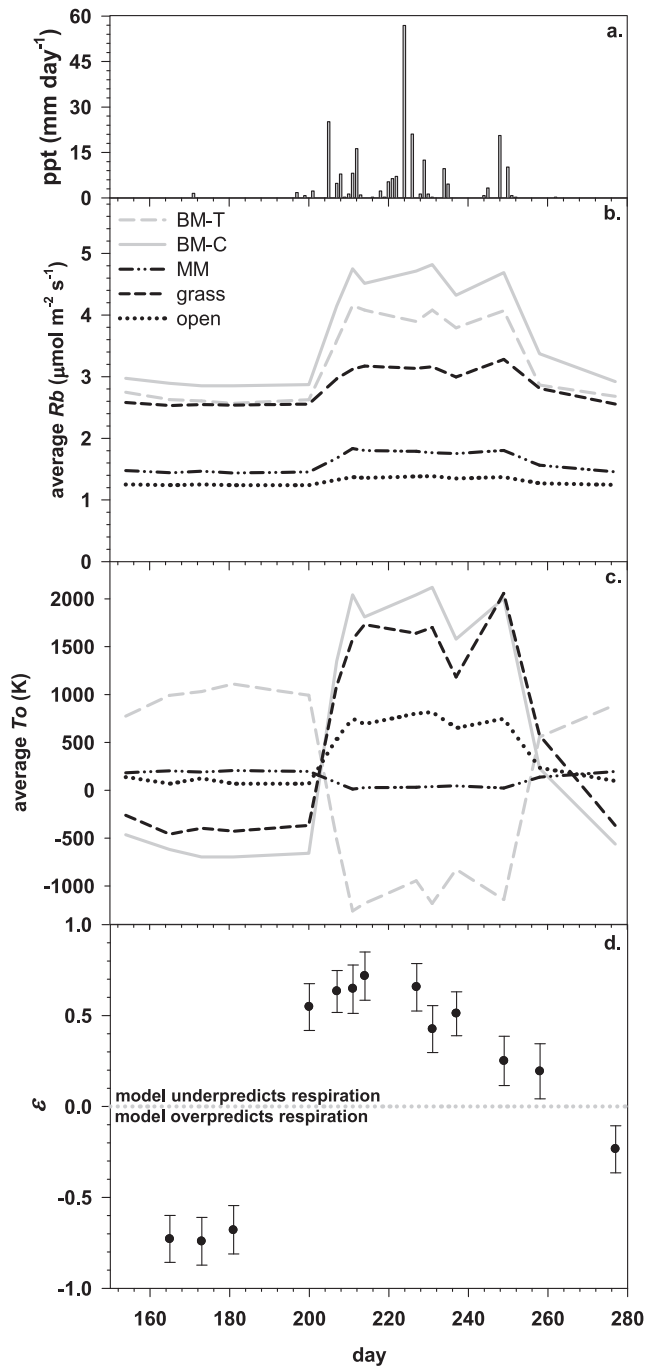 a.
ppt (mm day-1)
60
45
30
15
0
b.
BM-T
BM-C
MM
grass
open
average Rb (μmol m-2 s-1)
5
4
3
2
1
0
c.
average To (K)
2000
1500
1000
500
0
-500
-1000
d.
ε
1.0
0.5
0.0
-0.5
-1.0
model underpredicts respiration
model overpredicts respiration
160 180 200 220 240 260 280
day